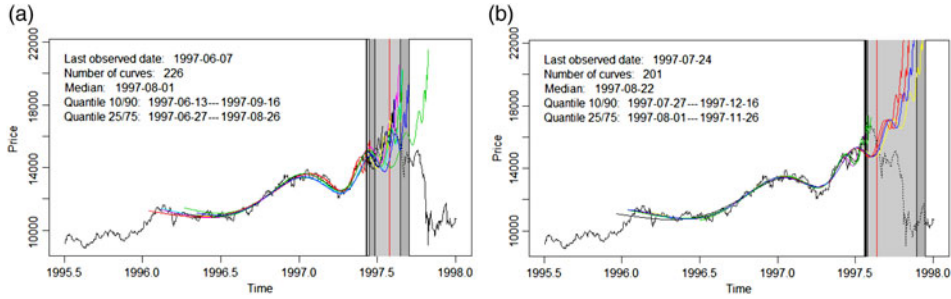 (a)
Last observed date: 1997-06-07
Number of curves: 226
Median: 1997-08-01
Quantile 10/90: 1997-06-13--- 1997-09-16
Quantile 25/75: 1997-06-27--- 1997-08-26
Price
22000
18000
14000
10000
1995.5
1996.0
1996.5
1997.0
1997.5
1998.0
Time
(b)
Last observed date: 1997-07-24
Number of curves: 201
Median: 1997-08-22
Quantile 10/90: 1997-07-27--- 1997-12-16
Quantile 25/75: 1997-08-01--- 1997-11-26
Price
22000
18000
14000
10000
1995.5
1996.0
1996.5
1997.0
1997.5
1998.0
Time